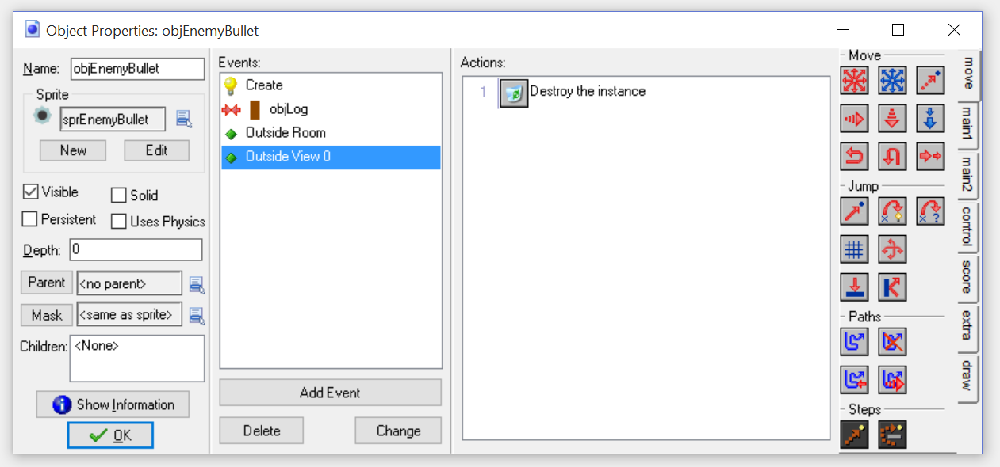 Object Properties: objEnemyBullet
Name: objEnemyBullet
Sprite
sprEnemyBullet
New Edit
Visible Solid
Persistent Uses Physics
Depth: 0
Parent <no parent>
Mask <same as sprite>
Children: <None>
Show Information
OK
Events:
Create
objLog
Outside Room
Outside View 0
Add Event
Delete Change
Actions:
1 Destroy the instance
Move
Jump
Paths
Steps
move
main1
main2
control
score
extra
draw